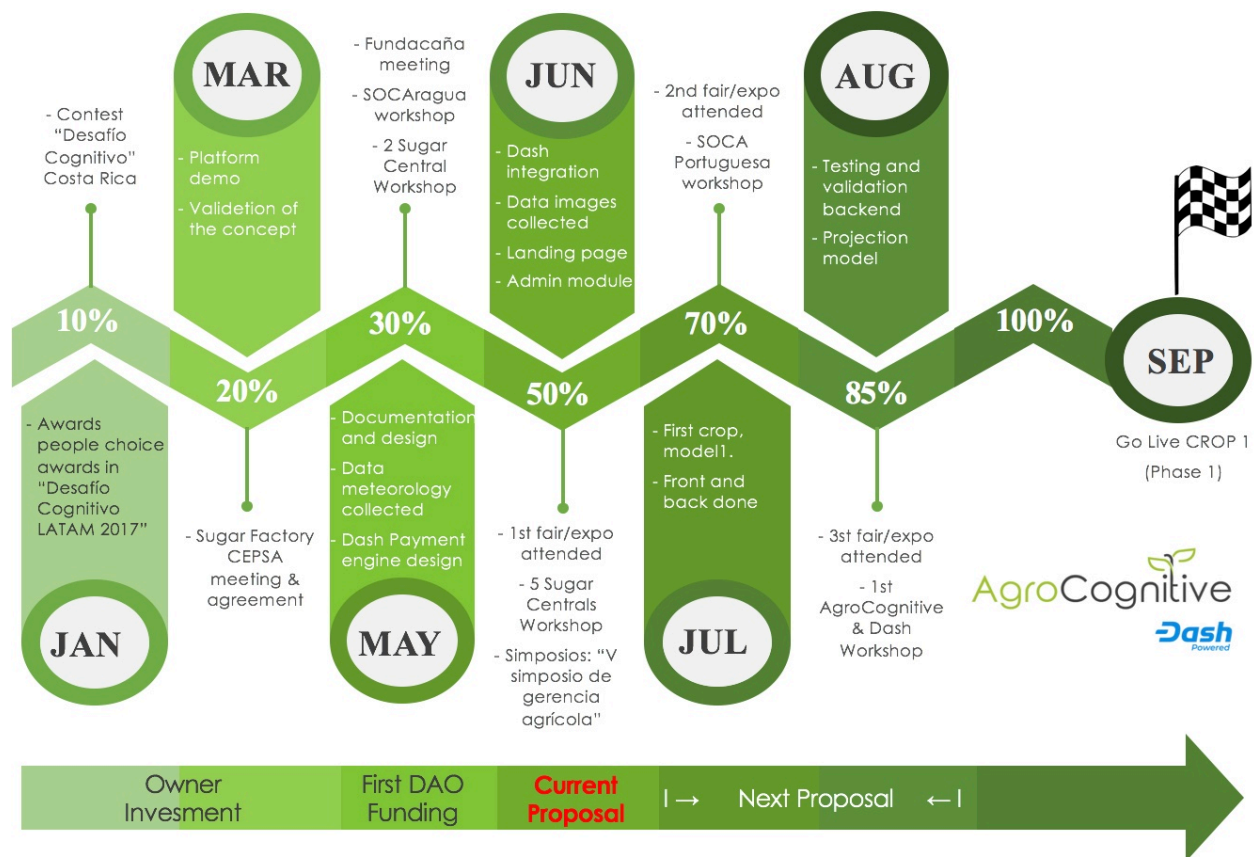 - Contest
"Desafío
Cognitivo"
Costa Rica
MAR
- Platform
demo
- Validetion of
the concept
- Fundacaña
meeting
- SOCAragua
workshop
- 2 Sugar
Central
Workshop
JUN
- Dash
integration
- Data images
collected
- Landing page
- Admin module
- 2nd fair/expo
attended
- SOCA
Portuguesa
workshop
AUG
- Testing and
validation
backend
- Projection
model
10%
20%
30%
50%
70%
85%
100%
SEP
Go Live CROP 1
(Phase 1)
- Awards
people choice
awards in
"Desafío
Cognitivo
LATAM 2017"
JAN
- Sugar Factory
CEPSA
meeting &
agreement
- Documentation
and design
- Data
meteorology
collected
- Dash Payment
engine design
MAY
- 1st fair/expo
attended
- 5 Sugar
Centrals
Workshop
- Simposios: "V
simposio de
gerencia
agrícola"
- First crop,
model1.
- Front and
back done
JUL
- 3st fair/expo
attended
- 1st
AgroCognitive
& Dash
Workshop
AgroCognitive
Dash
Powered
Owner
Invesment
First DAO
Funding
Current
Proposal
I → Next Proposal ← I